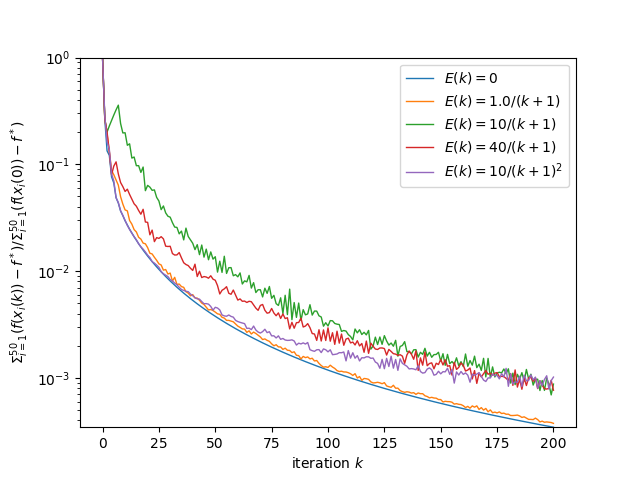 10^0
10^{-1}
10^{-2}
10^{-3}
Σ_{i=1}^{50}(f(x_i(k)) − f^*)/Σ_{i=1}^{50}(f(x_i(0)) − f^*)
E(k) = 0
E(k) = 1.0/(k + 1)
E(k) = 10/(k + 1)
E(k) = 40/(k + 1)
E(k) = 10/(k + 1)^2
0 25 50 75 100 125 150 175 200
iteration k